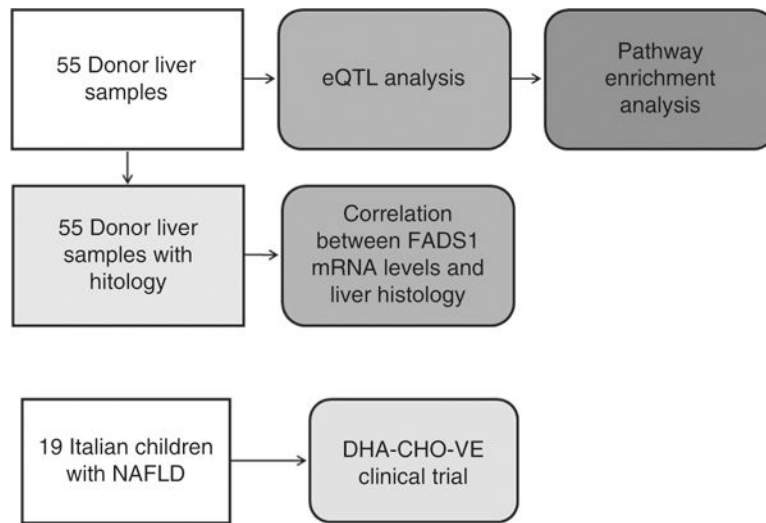 55 Donor liver
samples
eQTL analysis
Pathway
enrichment
analysis
55 Donor liver
samples with
hitology
Correlation
between FADS1
mRNA levels and
liver histology
19 Italian children
with NAFLD
DHA-CHO-VE
clinical trial